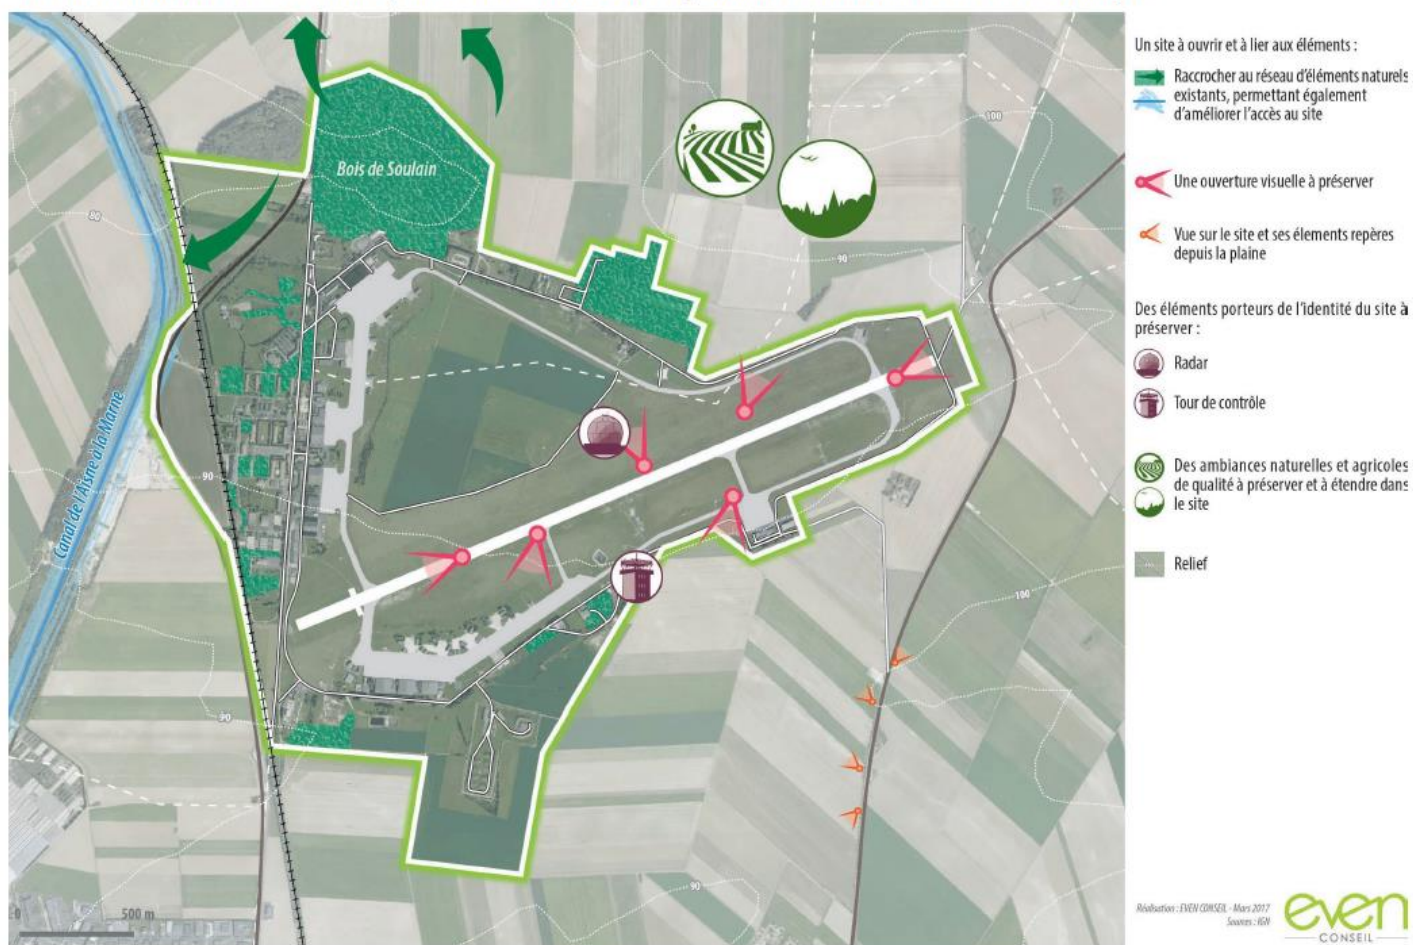 Un site à ouvrir et à lier aux éléments :
Raccrocher au réseau d'éléments naturels
existants, permettant également
d'améliorer l'accès au site
Une ouverture visuelle à préserver
Vue sur le site et ses élements repères
depuis la plaine
Des éléments porteurs de l'identité du site à
préserver :
Radar
Tour de contrôle
Des ambiances naturelles et agricoles
de qualité à préserver et à étendre dans
le site
Relief
Bois de Soulain
Canal de l'Aisne à la Marne
100
80
90
90
100
90
90
0
500 m
Réalisation : EVEN CONSEIL - Mars 2017
Sources : IGN
even
CONSEIL